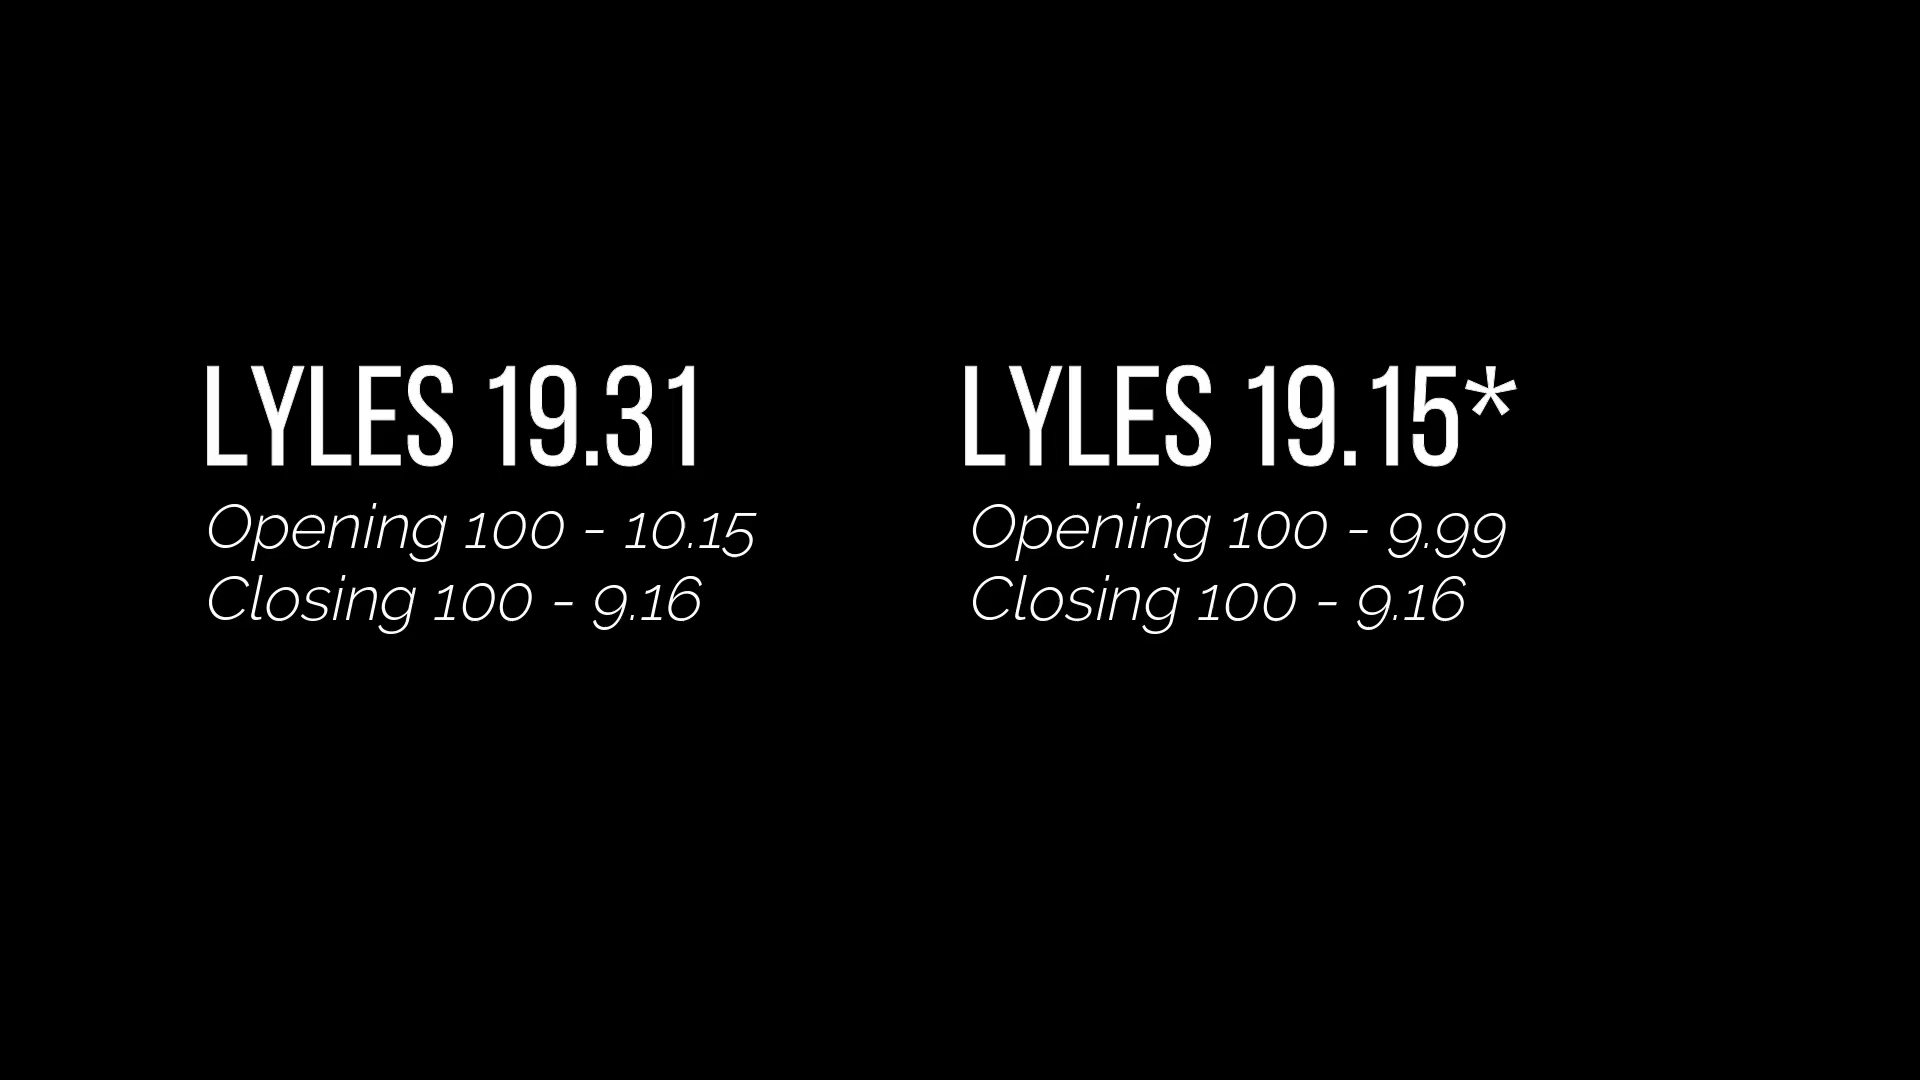 LYLES 19.31
Opening 100 - 10.15
Closing 100 - 9.16
LYLES 19.15*
Opening 100 - 9.99
Closing 100 - 9.16